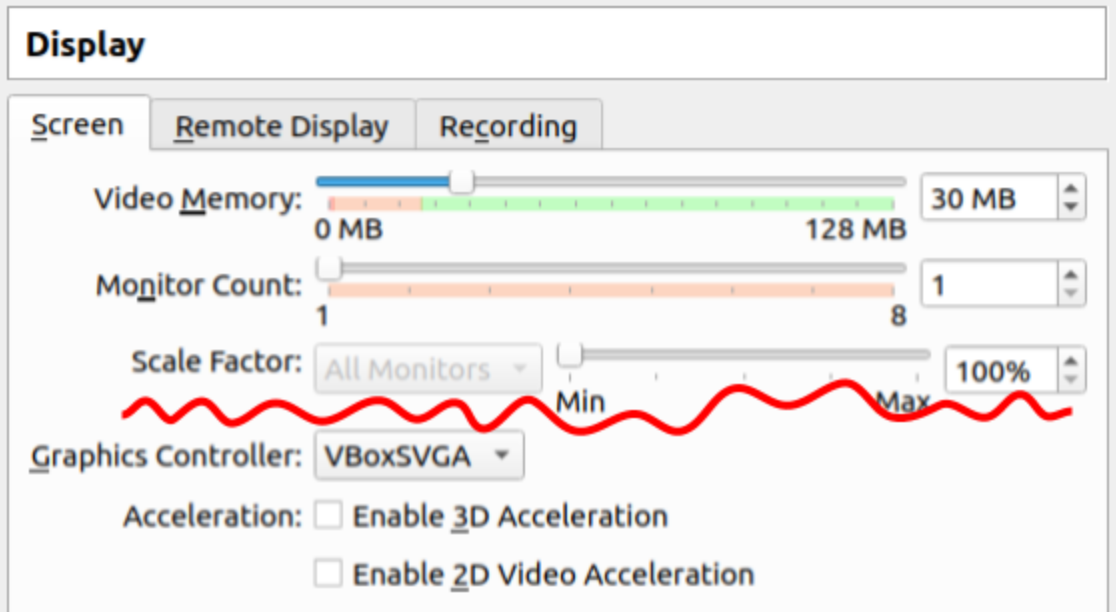 Display
Screen Remote Display Recording
Video Memory: 30 MB
0 MB 128 MB
Monitor Count: 1
1 8
Scale Factor: All Monitors 100%
Min Max
Graphics Controller: VBoxSVGA
Acceleration: Enable 3D Acceleration
Enable 2D Video Acceleration